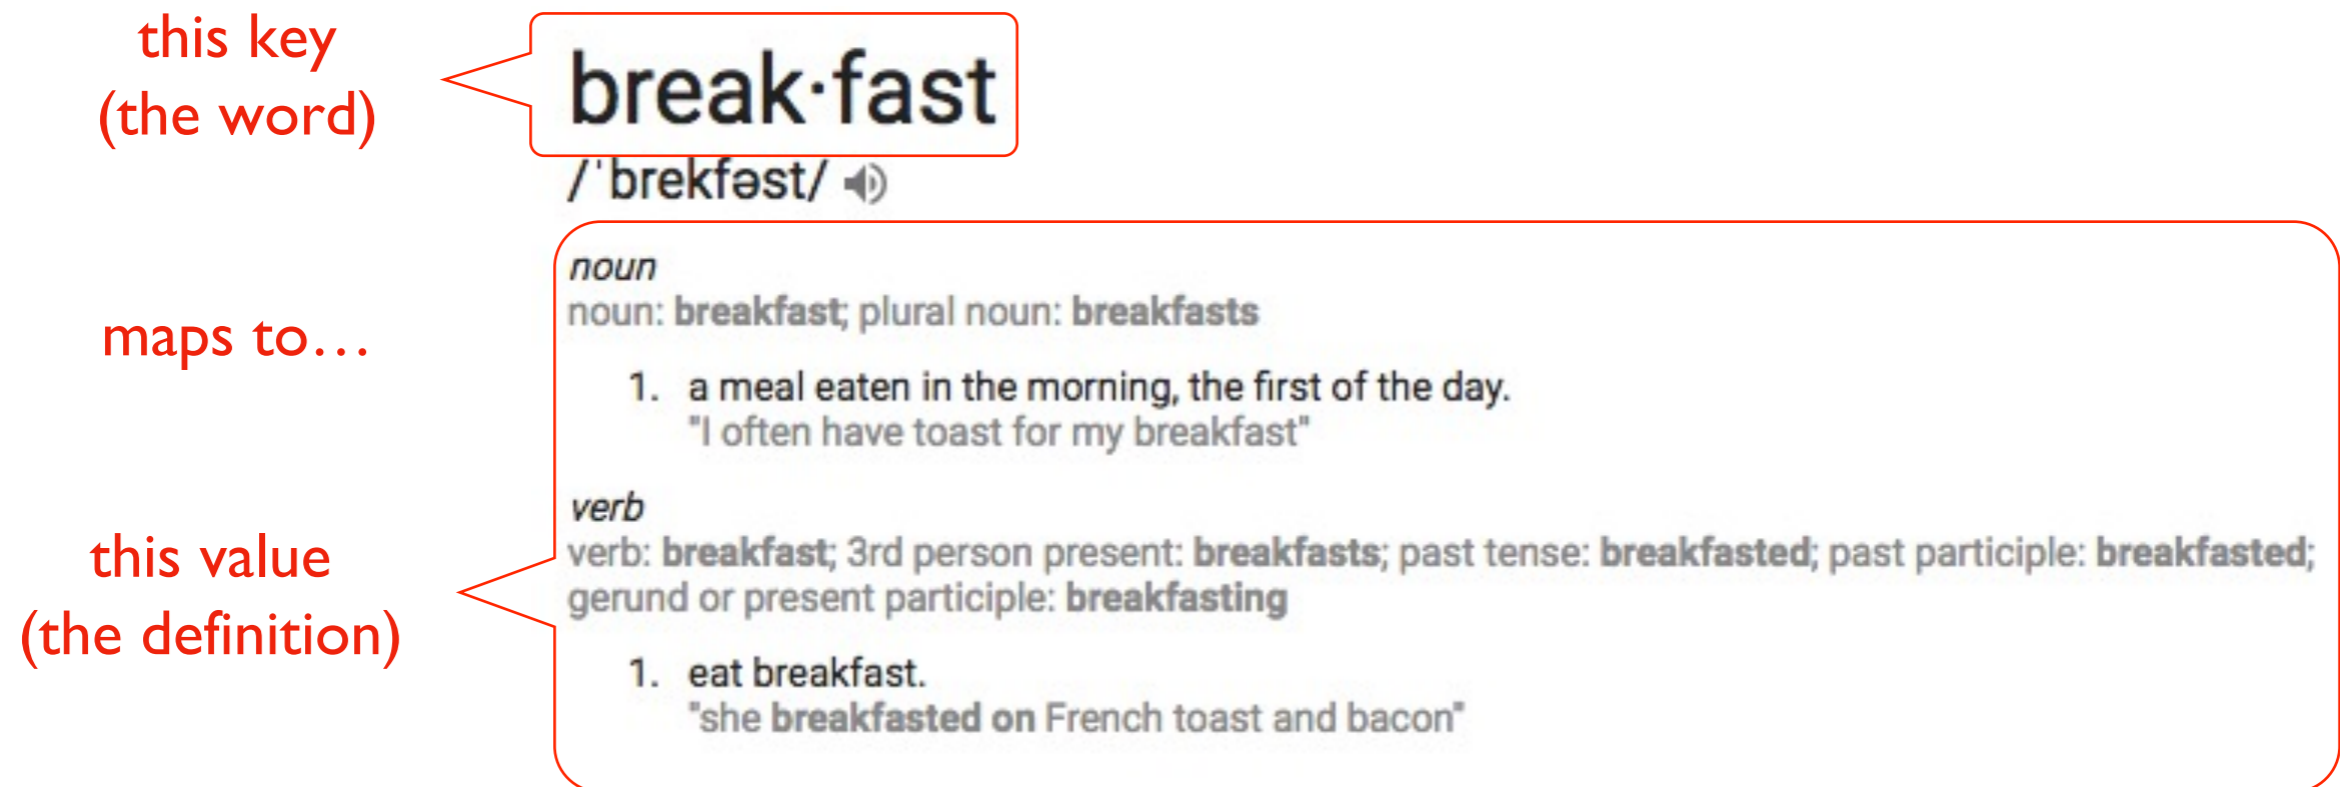 this key
(the word)
break·fast
/ˈbrekfəst/
maps to…
noun
noun: breakfast; plural noun: breakfasts
1. a meal eaten in the morning, the first of the day.
"I often have toast for my breakfast"
this value
(the definition)
verb
verb: breakfast; 3rd person present: breakfasts; past tense: breakfasted; past participle: breakfasted;
gerund or present participle: breakfasting
1. eat breakfast.
"she breakfasted on French toast and bacon"